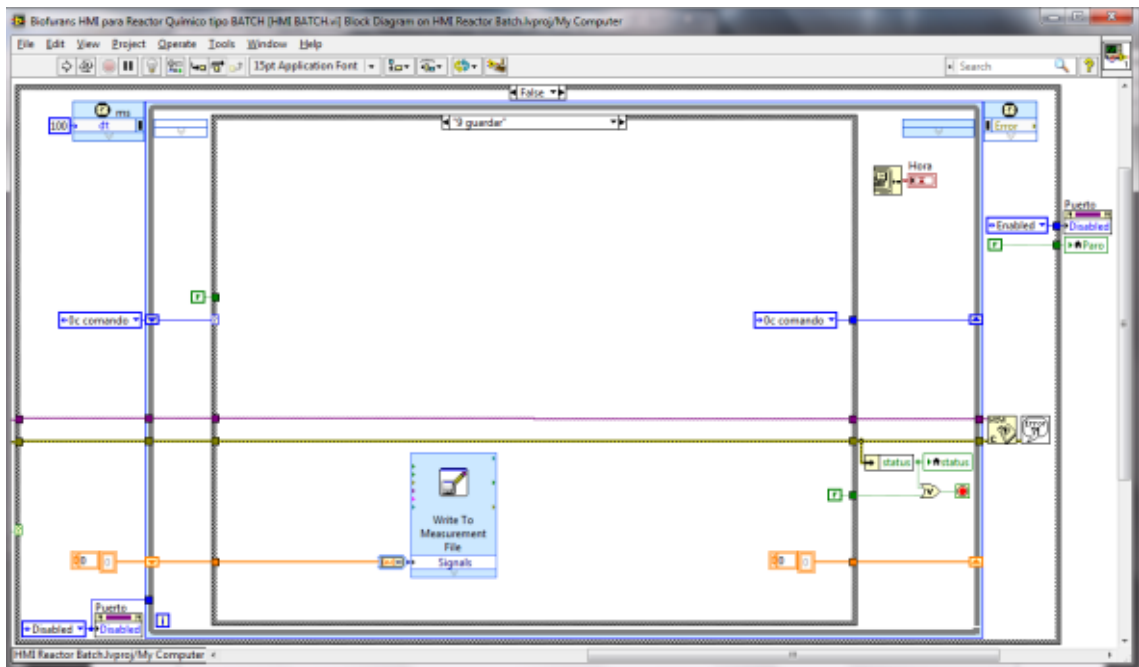 Biofurans HMI para Reactor Químico tipo BATCH [HMI BATCH.vi] Block Diagram on HMI Reactor Batch.lvproj/My Computer
File Edit View Project Operate Tools Window Help
15pt Application Font
Search
False
ms
100
dt
"9 guardar"
Error
Hora
Puerto
Enabled
Disabled
F
Paro
F
0c comando
0c comando
status
status
F
Write To
Measurement
File
Signals
0
0
0
0
Puerto
Disabled
Disabled
i
HMI Reactor Batch.lvproj/My Computer